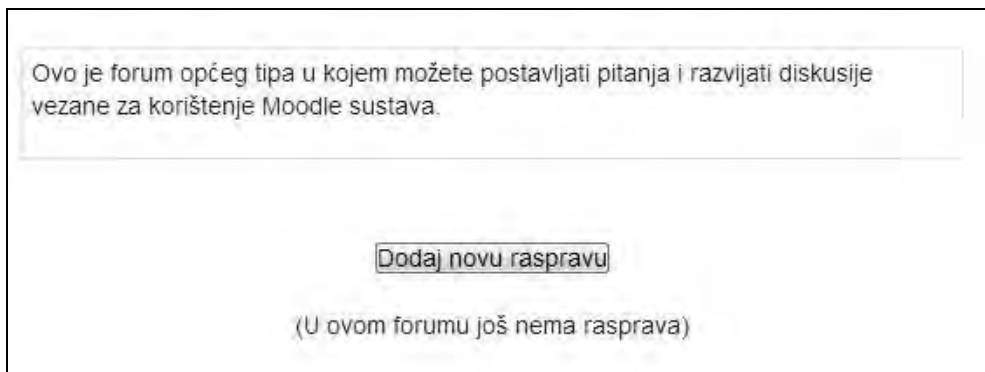 Ovo je forum općeg tipa u kojem možete postavljati pitanja i razvijati diskusije
vezane za korištenje Moodle sustava.
Dodaj novu raspravu
(U ovom forumu još nema rasprava)